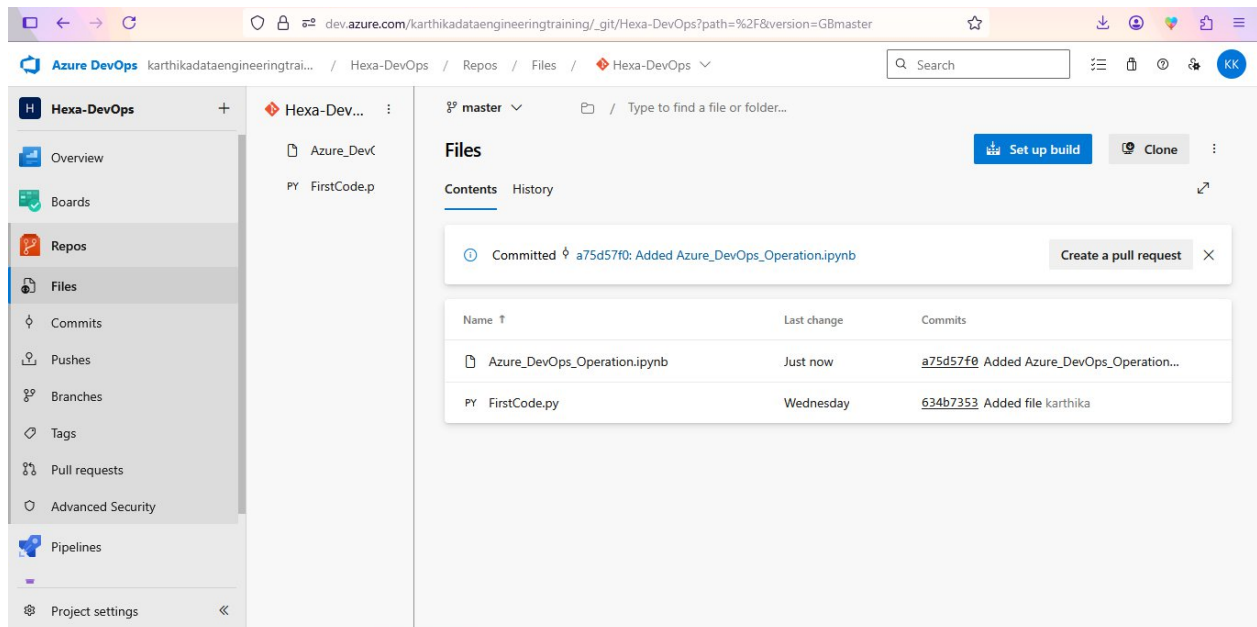 dev.azure.com/karthikadataengineeringtraining/_git/Hexa-DevOps?path=%2F&version=GBmaster
Azure DevOps karthikadataengineeringtrai... / Hexa-DevOps / Repos / Files / Hexa-DevOps
Search
KK
H Hexa-DevOps +
Overview
Boards
Repos
Files
Commits
Pushes
Branches
Tags
Pull requests
Advanced Security
Pipelines
Project settings
Hexa-Dev...
Azure_Dev
PY FirstCode.p
master / Type to find a file or folder...
Files
Set up build Clone
Contents History
Committed a75d57f0: Added Azure_DevOps_Operation.ipynb
Create a pull request
Name Last change Commits
Azure_DevOps_Operation.ipynb Just now a75d57f0 Added Azure_DevOps_Operation...
PY FirstCode.py Wednesday 634b7353 Added file karthika